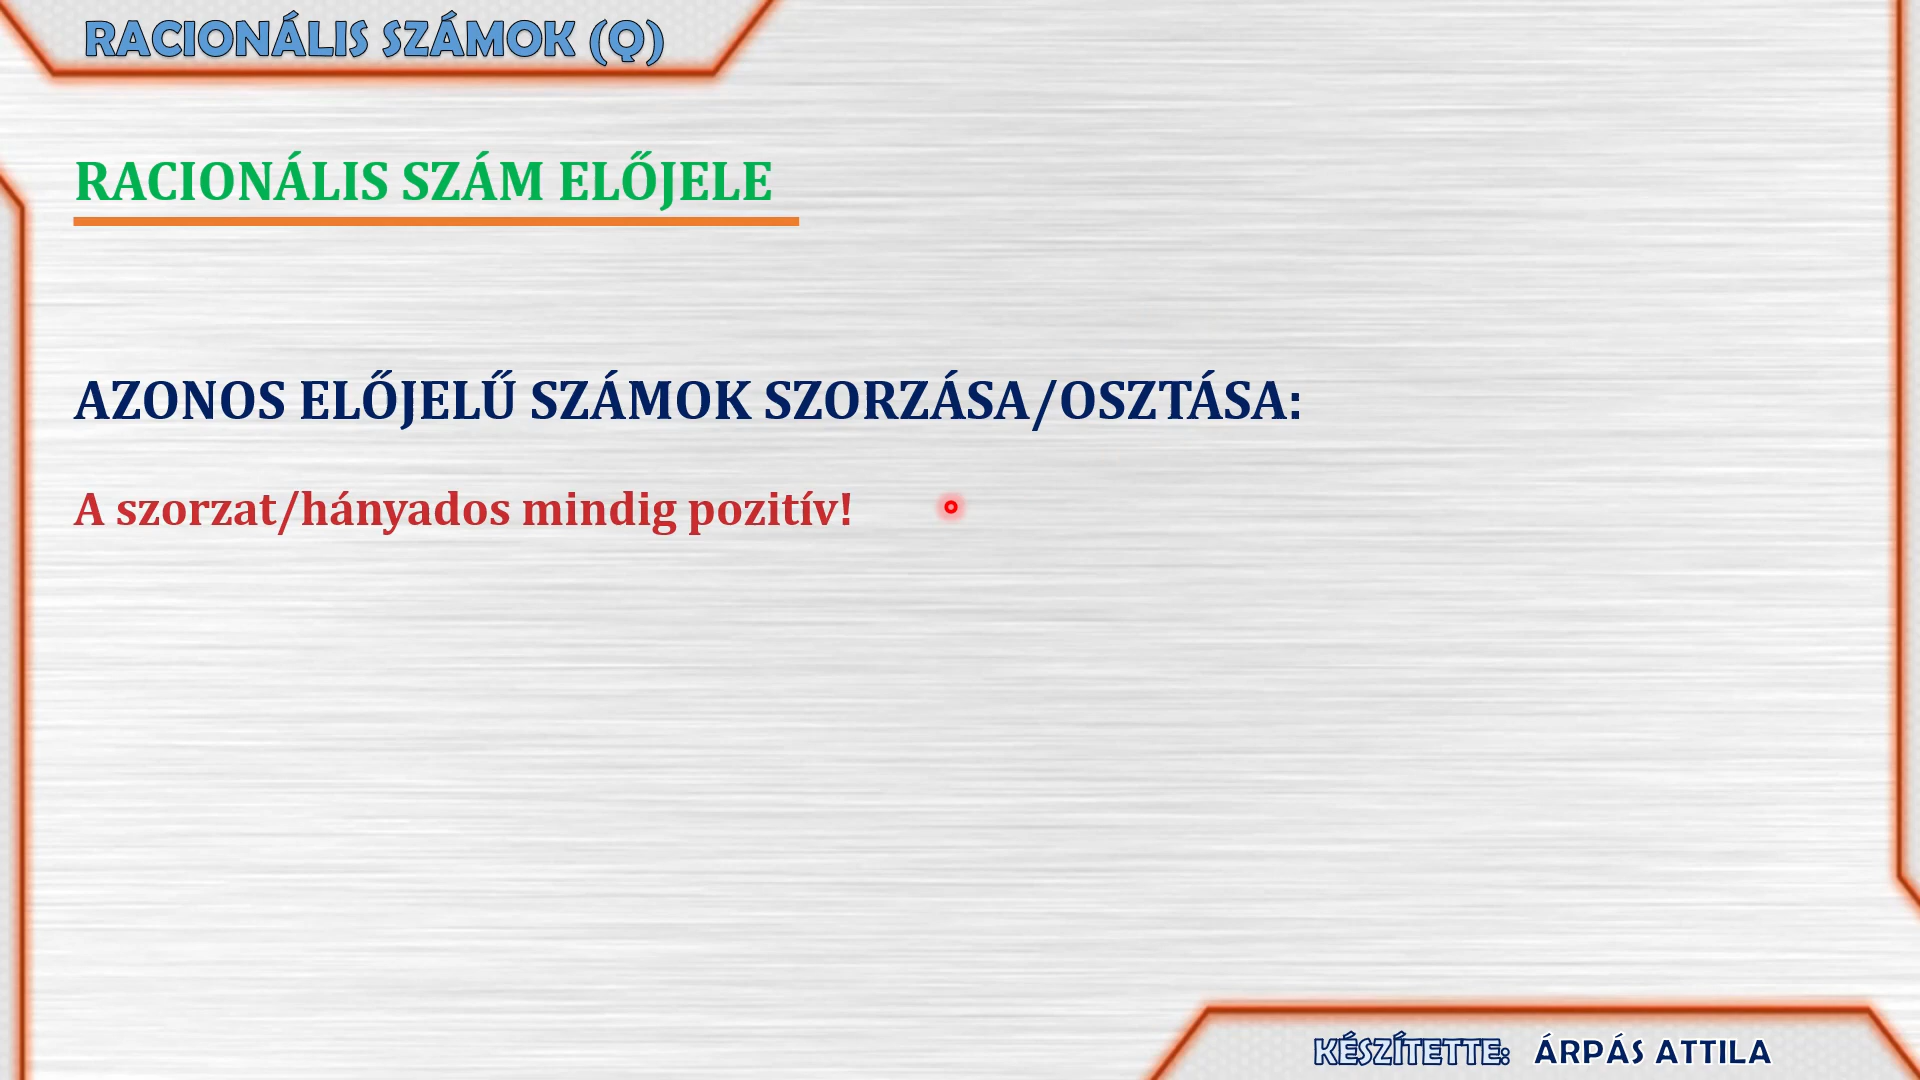 RACIONÁLIS SZÁMOK (Q)
RACIONÁLIS SZÁM ELŐJELE
AZONOS ELŐJELŰ SZÁMOK SZORZÁSA/OSZTÁSA:
A szorzat/hányados mindig pozitív!
KÉSZÍTETTE: ÁRPÁS ATTILA